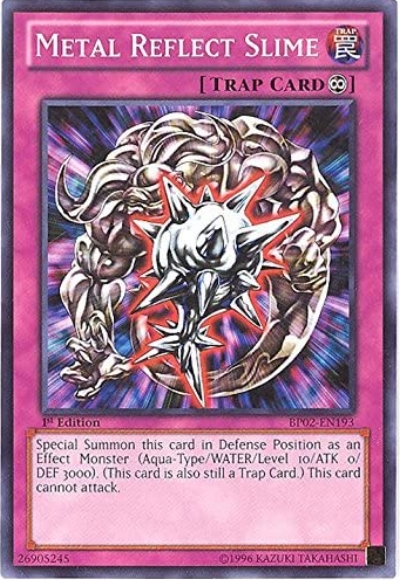 METAL REFLECT SLIME
TRAP
罠
[TRAP CARD]
1st Edition
BP02-EN193
Special Summon this card in Defense Position as an
Effect Monster (Aqua-Type/WATER/Level 10/ATK 0/
DEF 3000). (This card is also still a Trap Card.) This card
cannot attack.
26905245
©1996 KAZUKI TAKAHASHI